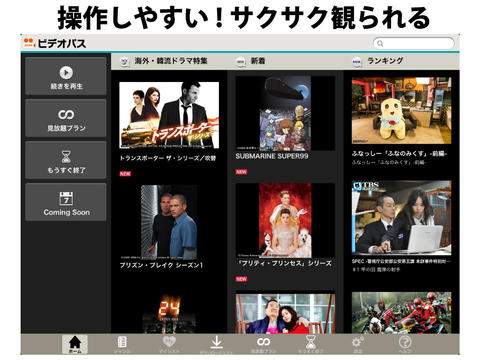 操作しやすい!サクサク観られる
ビデオパス
続きを再生
見放題プラン
もうすぐ終了
7
Coming Soon
海外・韓流ドラマ特集
新着
ランキング
トランスポーター
トランスポーター ザ・シリーズ/吹替
NEW
プリズン・ブレイク シーズン1
24
SUBMARINE SUPER99
NEW
「プリティ・プリンセス」シリーズ
NEW
ふなっしー「ふなのみくす」-前編-
ふなっしー「ふなのみくす」-前編-
TBS
SPEC -警視庁公安部公安第五課 未詳事件特別対…
#1 甲の回 魔弾の射手
ホーム
ジャンル
マイリスト
ダウンロードリスト
見放題プラン
もうすぐ終了
設定
ヘルプ